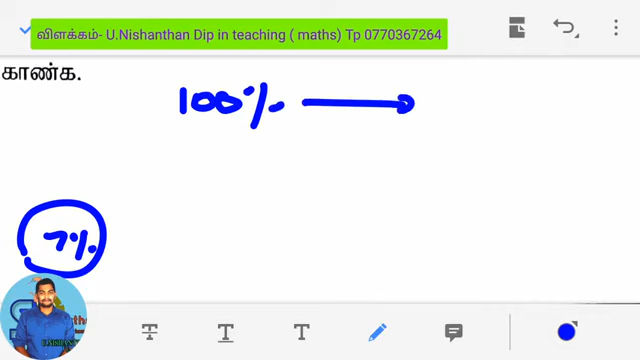 விளக்கம்- U.Nishanthan Dip in teaching ( maths) Tp 0770367264
காண்க.
100% →
7%